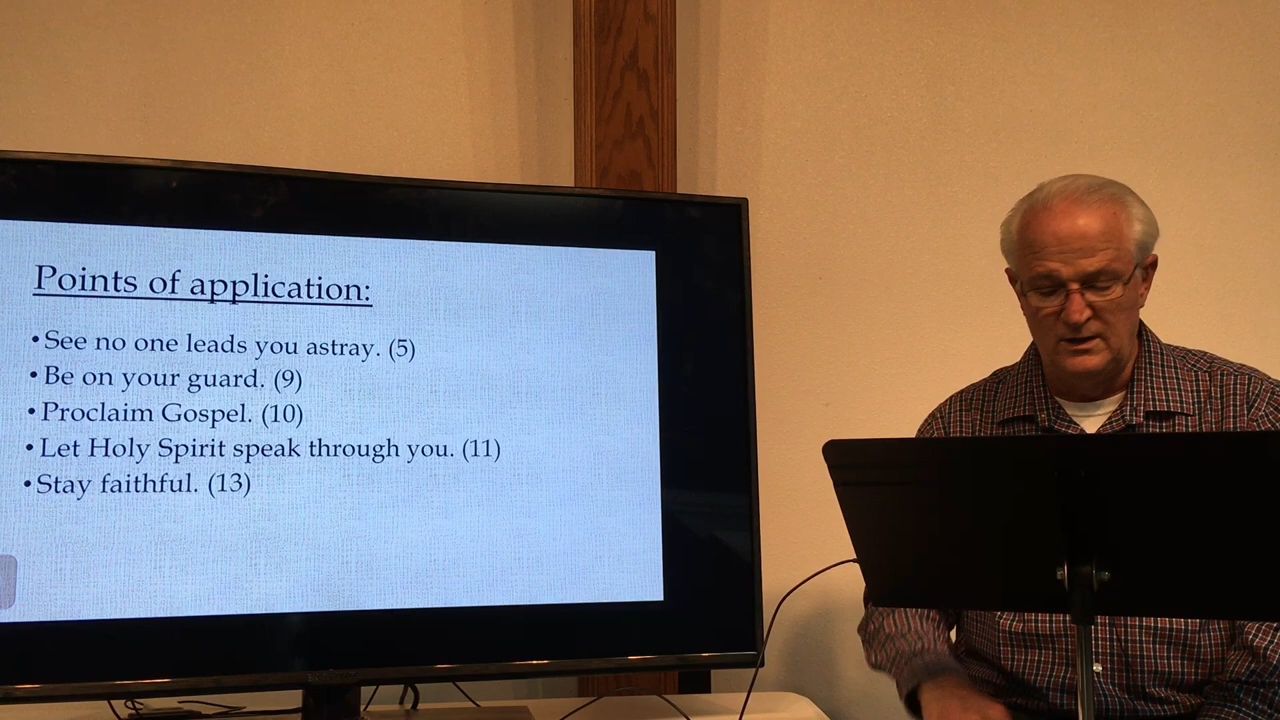 Points of application:
•See no one leads you astray. (5)
•Be on your guard. (9)
•Proclaim Gospel. (10)
•Let Holy Spirit speak through you. (11)
•Stay faithful. (13)